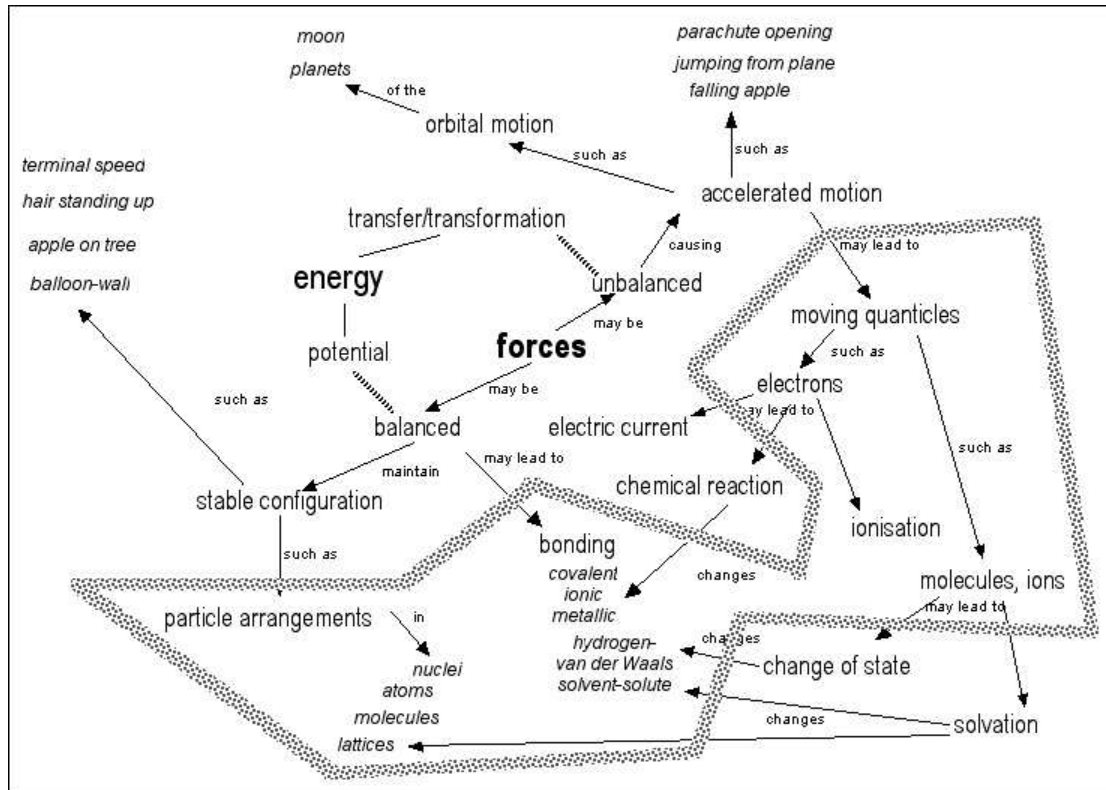 moon
planets
of the
orbital motion
parachute opening
jumping from plane
falling apple
such as
such as
accelerated motion
terminal speed
hair standing up
apple on tree
balloon-wall
transfer/transformation
causing
may lead to
energy
unbalanced
may be
moving quanticles
potential
forces
such as
electrons
may be
such as
may lead to
balanced
electric current
such as
maintain
may lead to
stable configuration
chemical reaction
ionisation
such as
bonding
covalent
ionic
metallic
changes
molecules, ions
may lead to
particle arrangements
in
hydrogen-
van der Waals
solvent-solute
changes
change of state
nuclei
atoms
molecules
lattices
changes
solvation